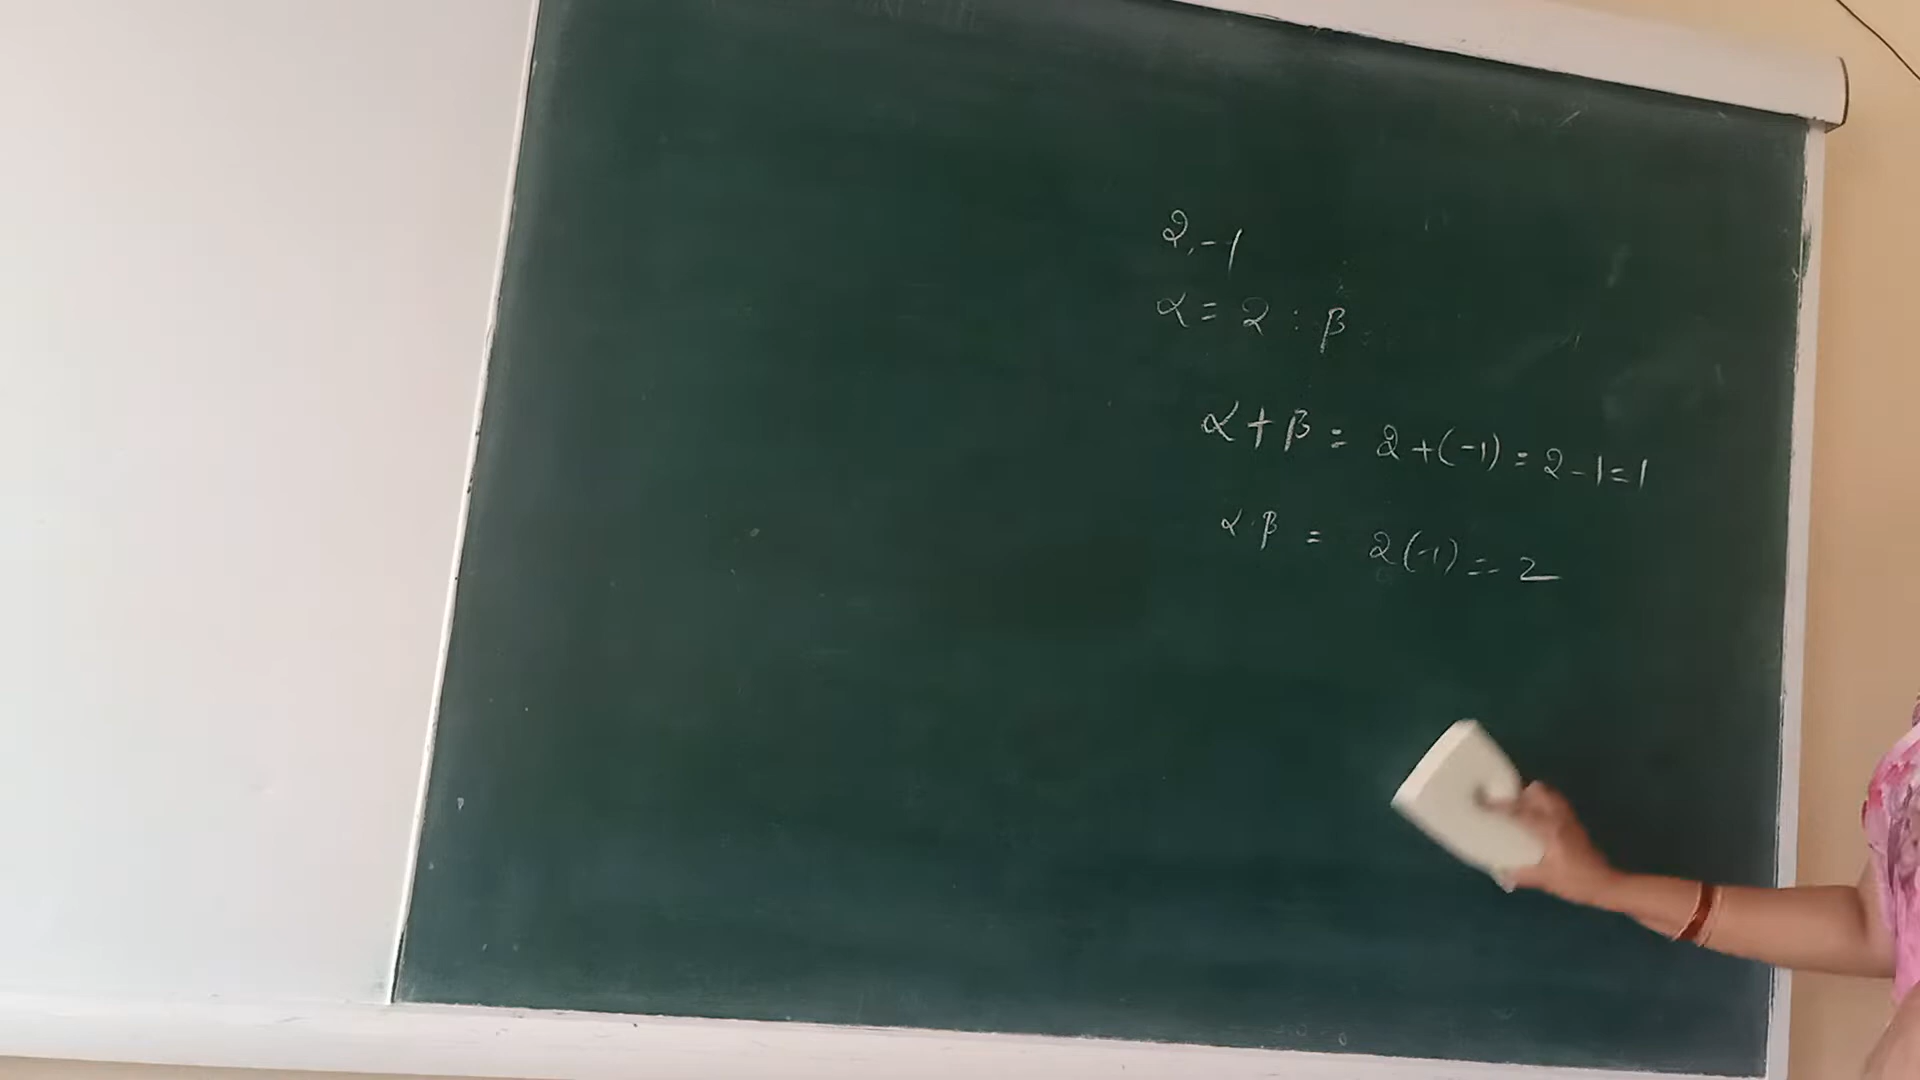 2, -1
α = 2 : β
α + β = 2 + (-1) = 2 - 1 = 1
α · β = 2(-1) = - 2